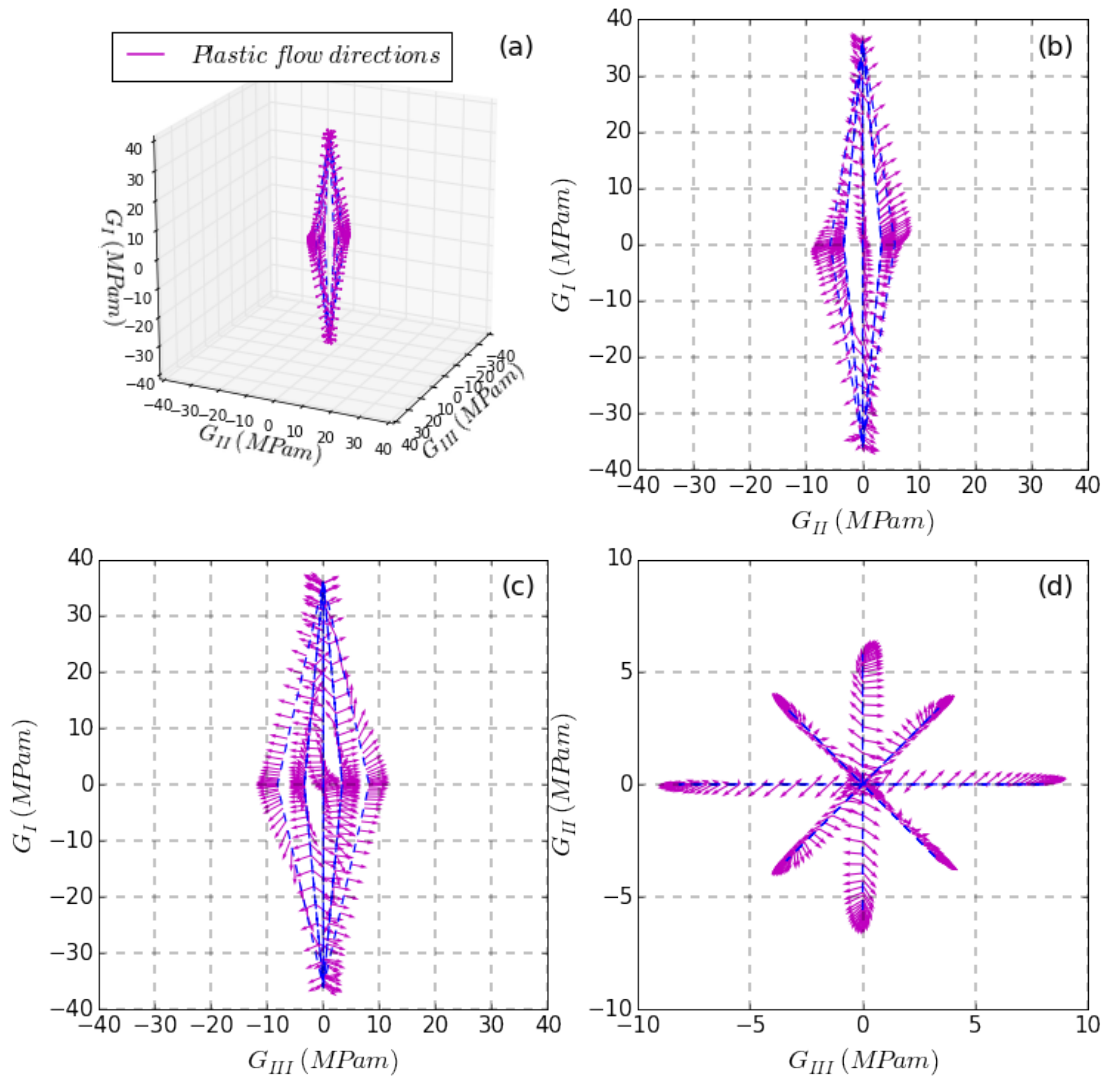 Plastic flow directions
(a)
40
30
20
10
0
−10
−20
−30
−40
G_I (MPam)
−40 −30 −20 −10 0 10 20 30 40
G_II (MPam)
−40 −30 −20 −10 0 10 20 30 40
G_III (MPam)
(b)
40
30
20
10
0
−10
−20
−30
−40
G_I (MPam)
−40 −30 −20 −10 0 10 20 30 40
G_II (MPam)
(c)
40
30
20
10
0
−10
−20
−30
−40
G_I (MPam)
−40 −30 −20 −10 0 10 20 30 40
G_III (MPam)
(d)
10
5
0
−5
−10
G_II (MPam)
−10 −5 0 5 10
G_III (MPam)